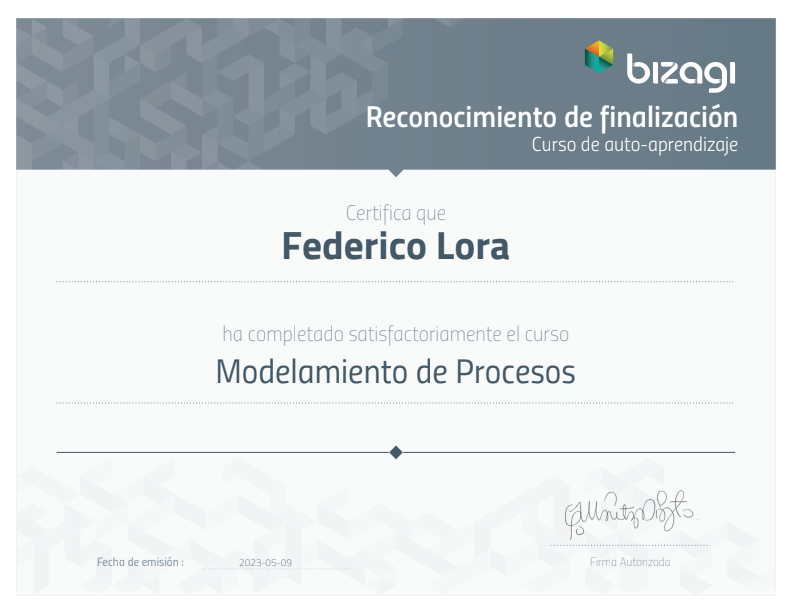 bizagi
Reconocimiento de finalización
Curso de auto-aprendizaje
Certifica que
Federico Lora
ha completado satisfactoriamente el curso
Modelamiento de Procesos
Fecha de emisión : 2023-05-09
Firma Autorizada